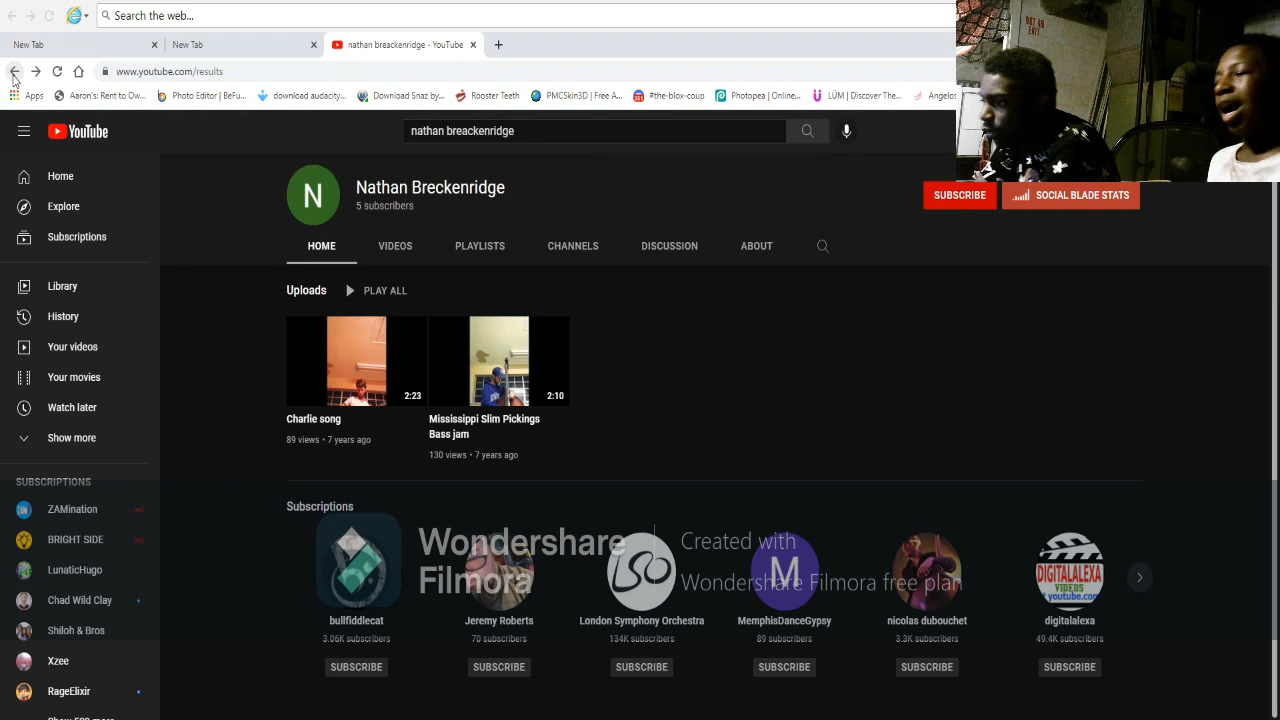 Search the web...
New Tab
New Tab
nathan breackenridge - YouTube
www.youtube.com/results
Apps
Aaron's: Rent to Ow...
Photo Editor | BeFu...
download audacity...
Download Snaz by...
Rooster Teeth
PMCSkin3D | Free A...
#the-blox-coup
Photopea | Online...
LÜM | Discover The...
Angelos
YouTube
nathan breackenridge
NOT AN
EXIT
Home
Explore
Subscriptions
Library
History
Your videos
Your movies
Watch later
Show more
SUBSCRIPTIONS
ZAMination
BRIGHT SIDE
LunaticHugo
Chad Wild Clay
Shiloh & Bros
Xzee
RageElixir
N
Nathan Breckenridge
5 subscribers
SUBSCRIBE
SOCIAL BLADE STATS
HOME
VIDEOS
PLAYLISTS
CHANNELS
DISCUSSION
ABOUT
Uploads
PLAY ALL
2:23
2:10
Charlie song
89 views • 7 years ago
Mississippi Slim Pickings
Bass jam
130 views • 7 years ago
Subscriptions
Wondershare
Filmora
Created with
Wondershare Filmora free plan
LSO
M
DIGITALALEXA
VIDEOS
bullfiddlecat
3.06K subscribers
SUBSCRIBE
Jeremy Roberts
70 subscribers
SUBSCRIBE
London Symphony Orchestra
134K subscribers
SUBSCRIBE
MemphisDanceGypsy
89 subscribers
SUBSCRIBE
nicolas dubouchet
3.3K subscribers
SUBSCRIBE
digitalalexa
49.4K subscribers
SUBSCRIBE